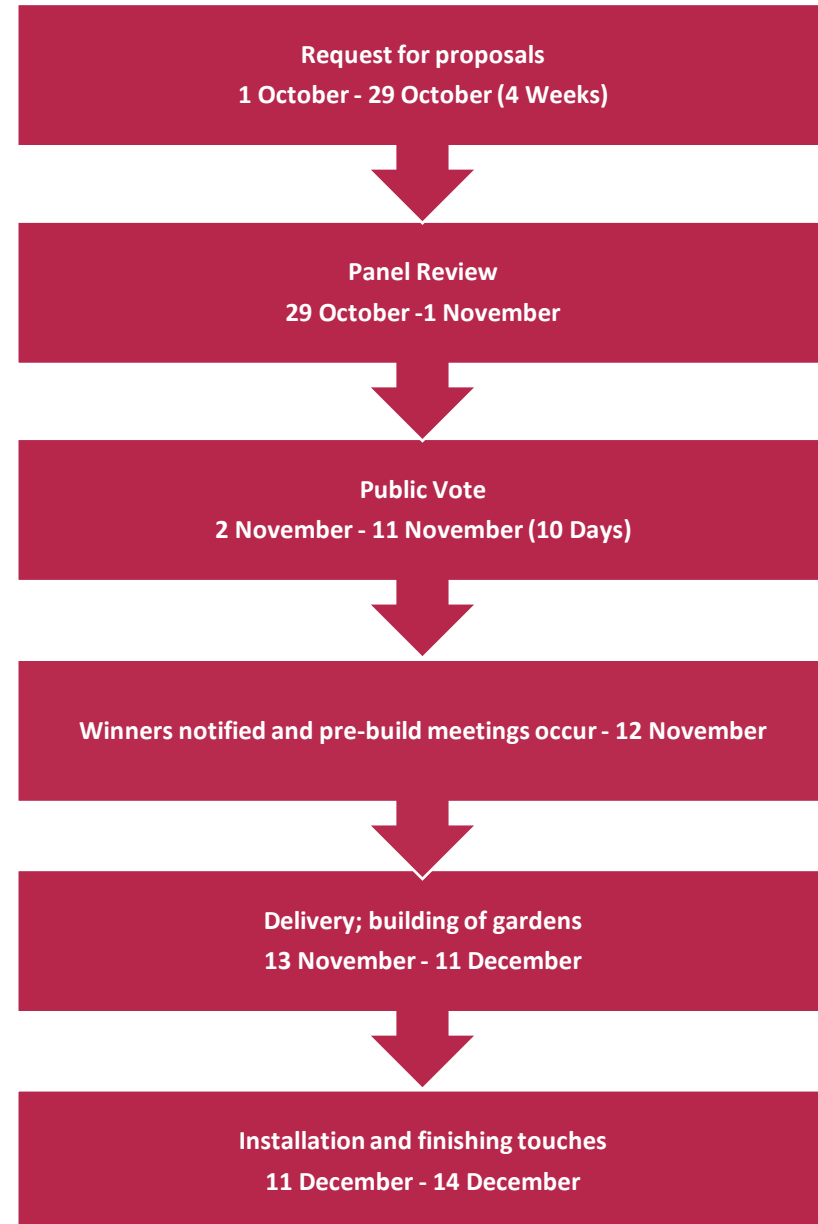 Request for proposals
1 October - 29 October (4 Weeks)
Panel Review
29 October -1 November
Public Vote
2 November - 11 November (10 Days)
Winners notified and pre-build meetings occur - 12 November
Delivery; building of gardens
13 November - 11 December
Installation and finishing touches
11 December - 14 December